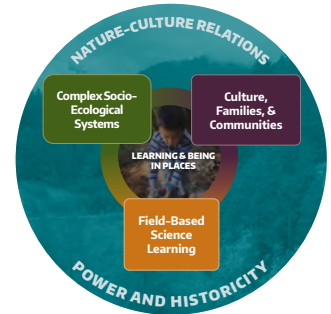 NATURE-CULTURE RELATIONS
Complex Socio-
Ecological
Systems
Culture,
Families, &
Communities
LEARNING & BEING
IN PLACES
Field-Based
Science
Learning
POWER AND HISTORICITY